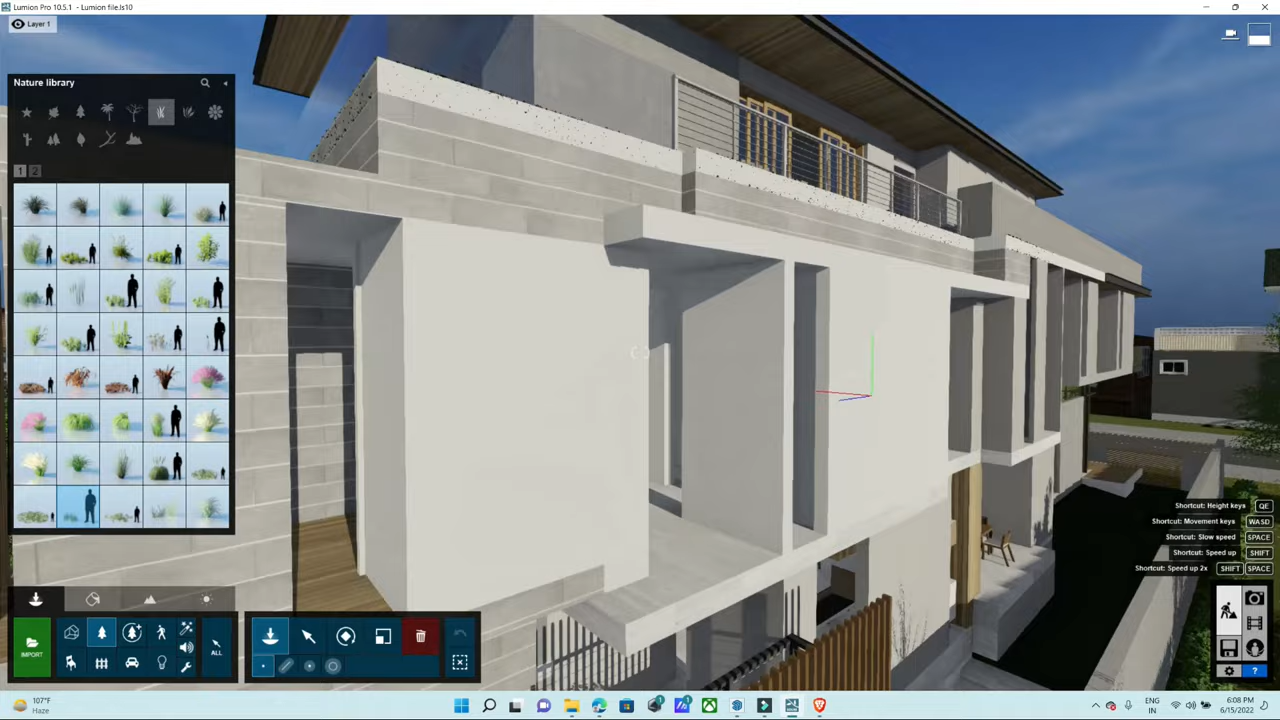 Lumion Pro 10.5.1 - Lumion file.ls10
Layer 1
Nature library
1 2
Shortcut: Height keys QE
Shortcut: Movement keys WASD
Shortcut: Slow speed SPACE
Shortcut: Speed up SHIFT
Shortcut: Speed up 2x SHIFT SPACE
IMPORT
ALL
?
107°F
Haze
ENG
IN
6:08 PM
6/15/2022